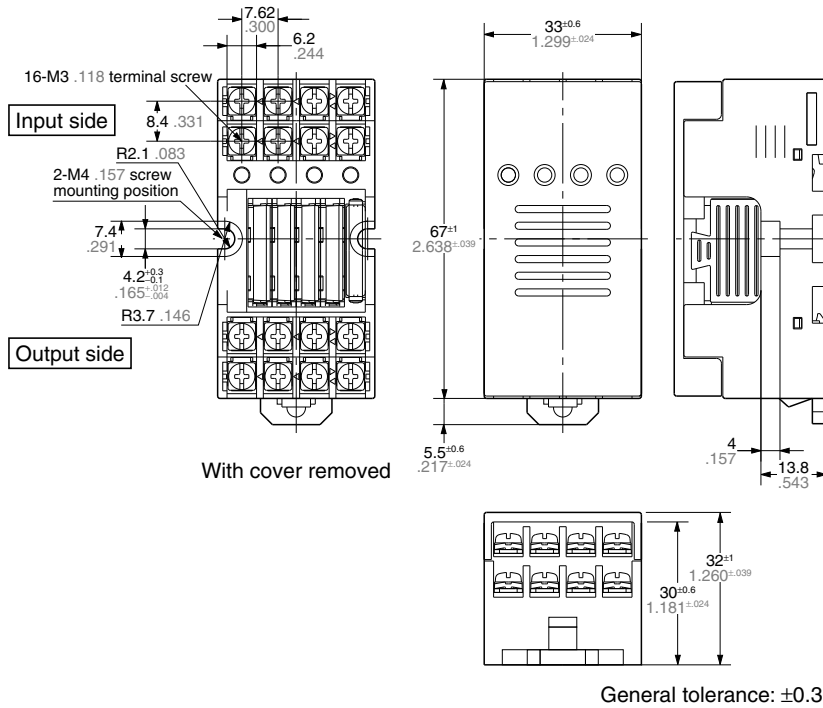 7.62
.300
6.2
.244
16-M3 .118 terminal screw
Input side
8.4 .331
R2.1 .083
2-M4 .157 screw
mounting position
7.4
.291
4.2+0.3 −0.1
.165+.012 −.004
R3.7 .146
Output side
With cover removed
33±0.6
1.299±.024
67±1
2.638±.039
5.5±0.6
.217±.024
4
.157
13.8
.543
32±1
1.260±.039
30±0.6
1.181±.024
General tolerance: ±0.3